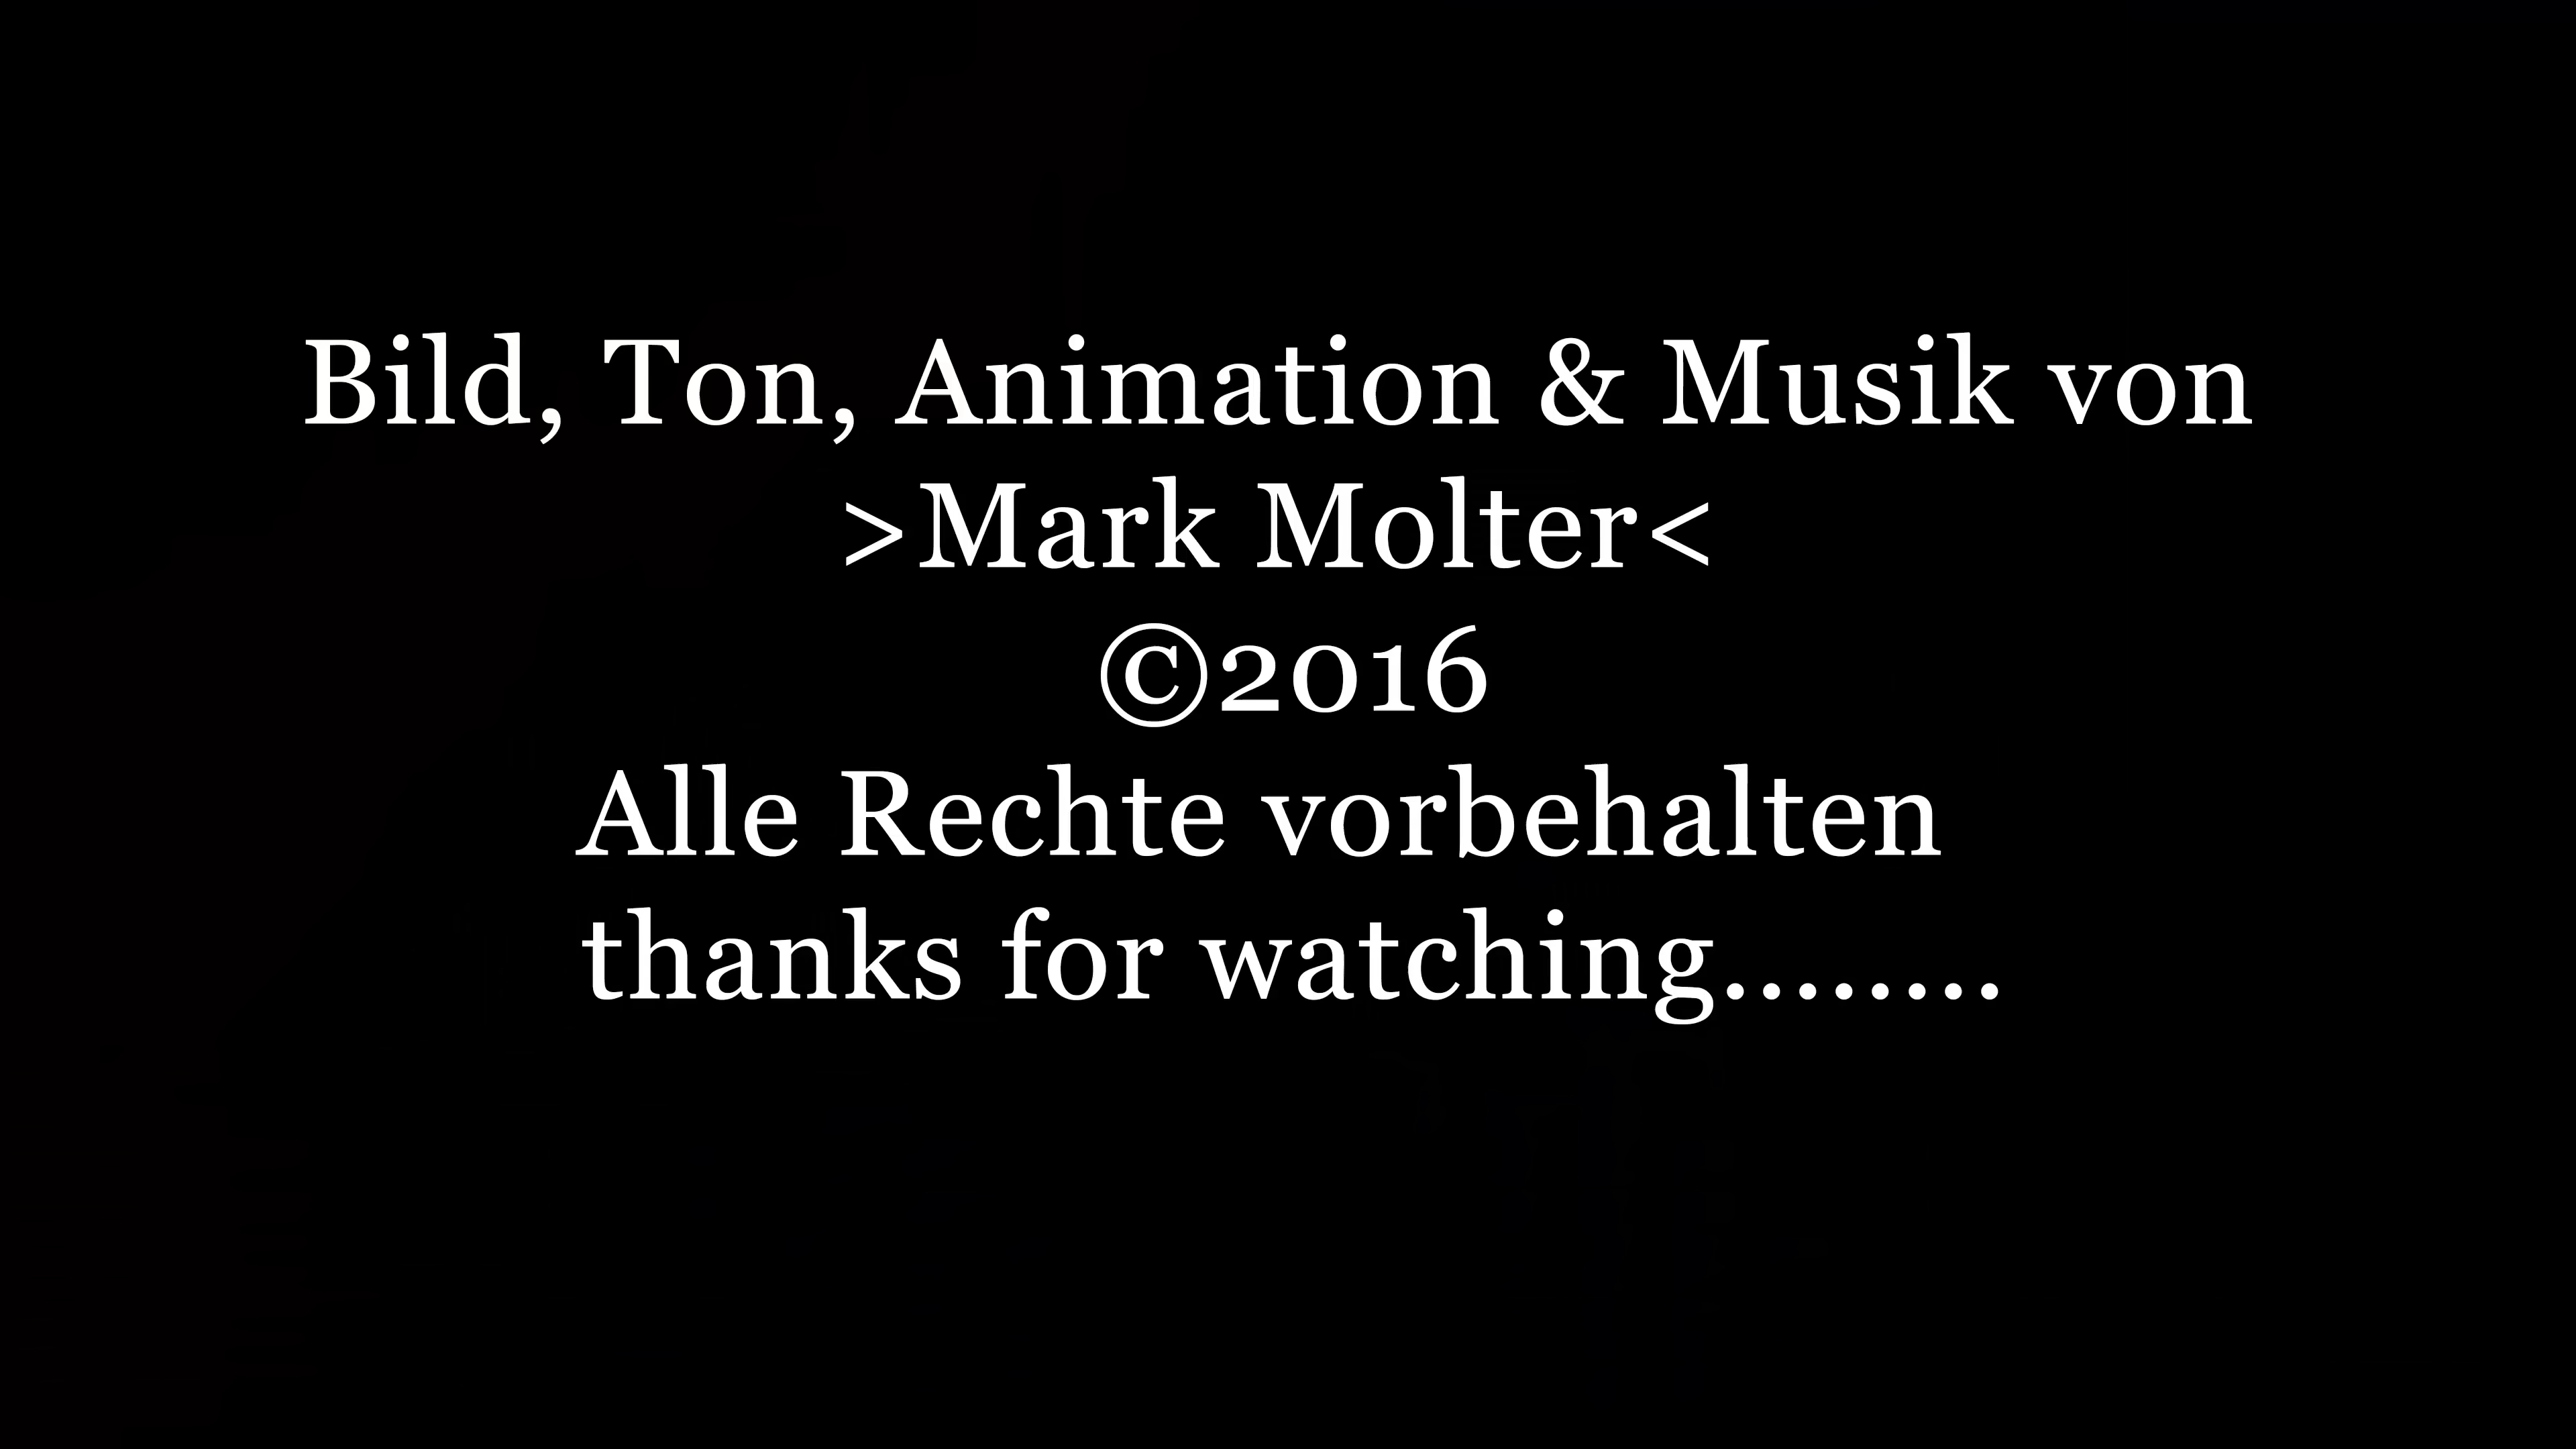 Bild, Ton, Animation & Musik von
>Mark Molter<
©2016
Alle Rechte vorbehalten
thanks for watching........